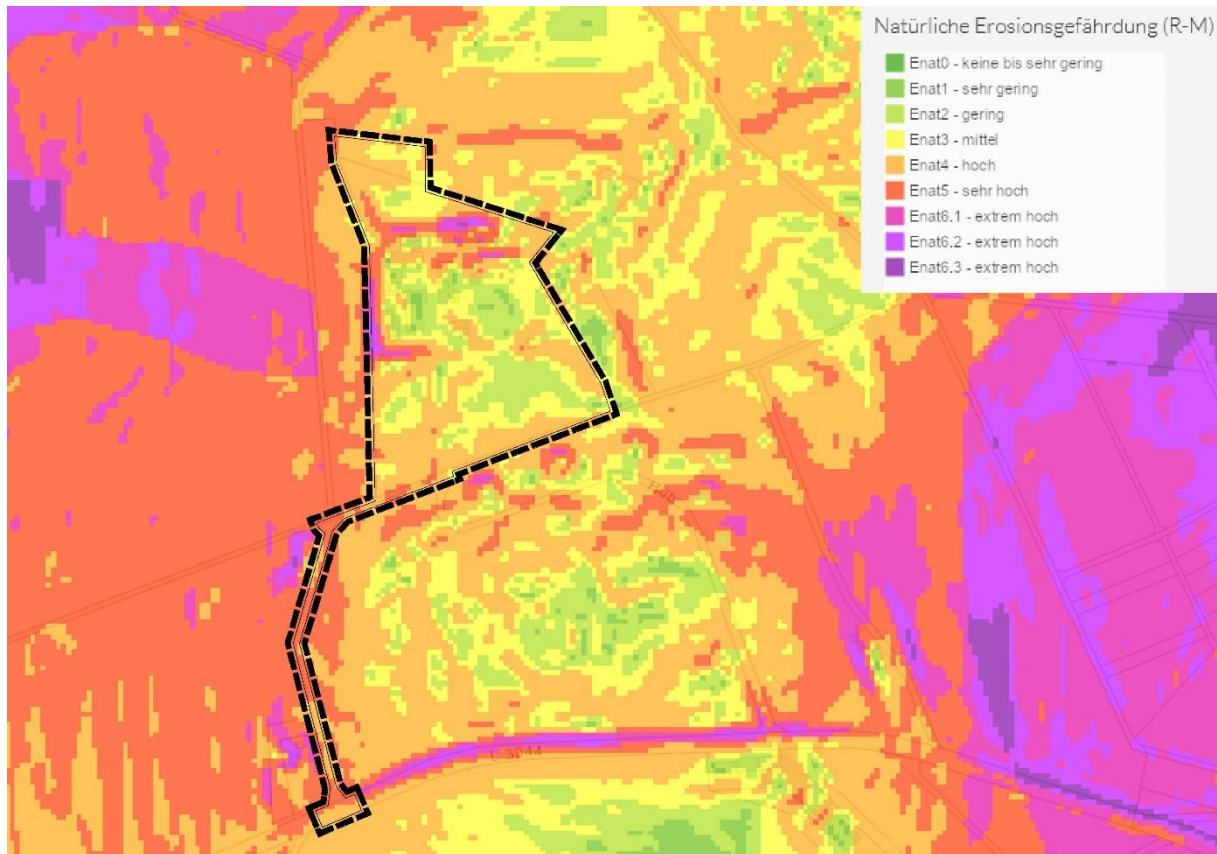 Natürliche Erosionsgefährdung (R-M)
Enat0 - keine bis sehr gering
Enat1 - sehr gering
Enat2 - gering
Enat3 - mittel
Enat4 - hoch
Enat5 - sehr hoch
Enat6.1 - extrem hoch
Enat6.2 - extrem hoch
Enat6.3 - extrem hoch
Hub
L 3044